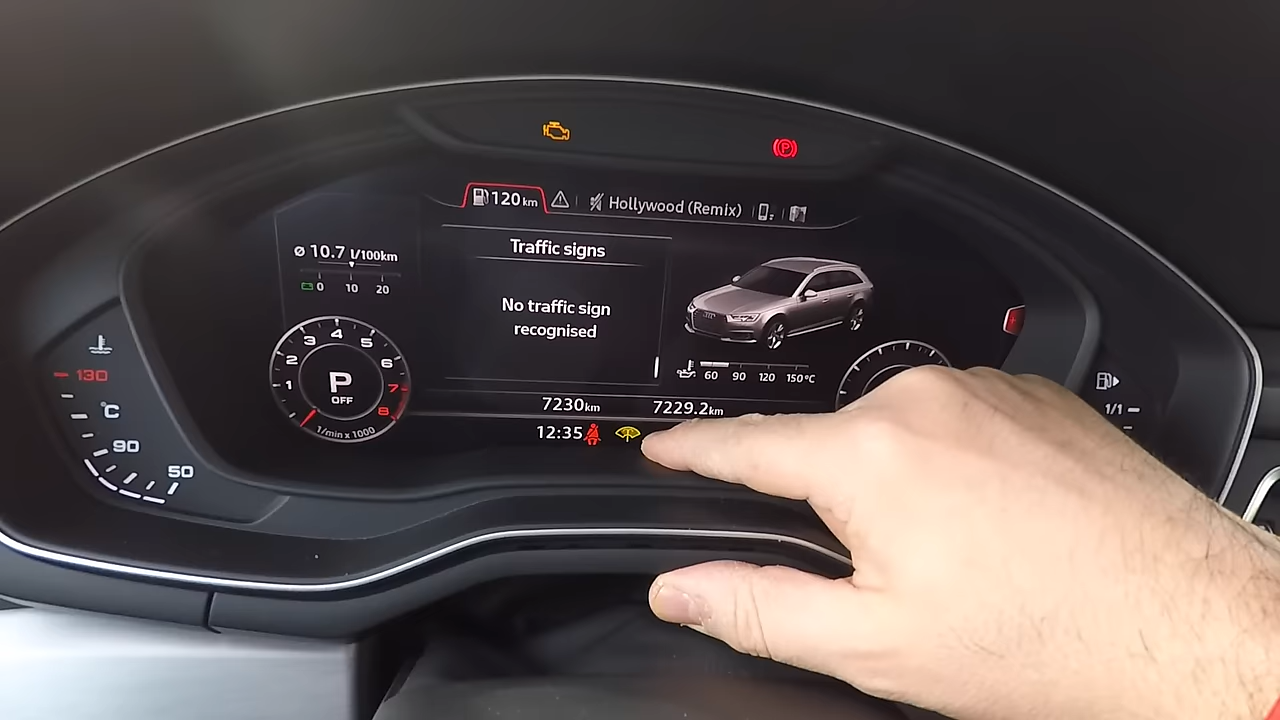 120 km Hollywood (Remix)
ø 10.7 l/100km
0 10 20
Traffic signs
No traffic sign
recognised
1 2 3 4 5 6 7 8
P
OFF
1/min x 1000
130
°C
90
50
60 90 120 150°C
7230km 7229.2km
12:35
1/1
(P)